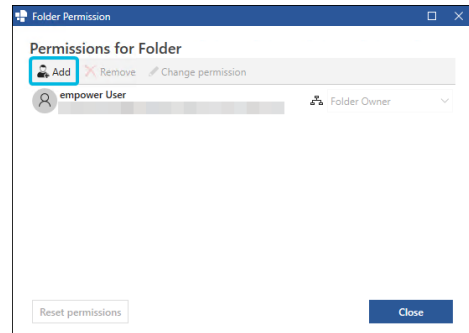 Folder Permission
Permissions for Folder
Add Remove Change permission
empower User
Folder Owner
Reset permissions Close